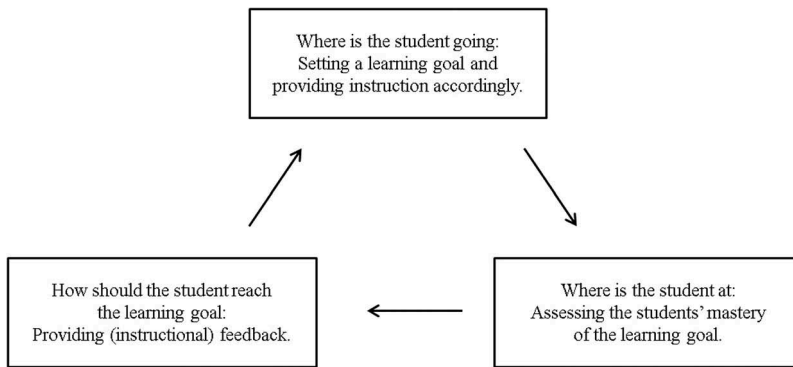 Where is the student going:
Setting a learning goal and
providing instruction accordingly.
How should the student reach
the learning goal:
Providing (instructional) feedback.
Where is the student at:
Assessing the students' mastery
of the learning goal.